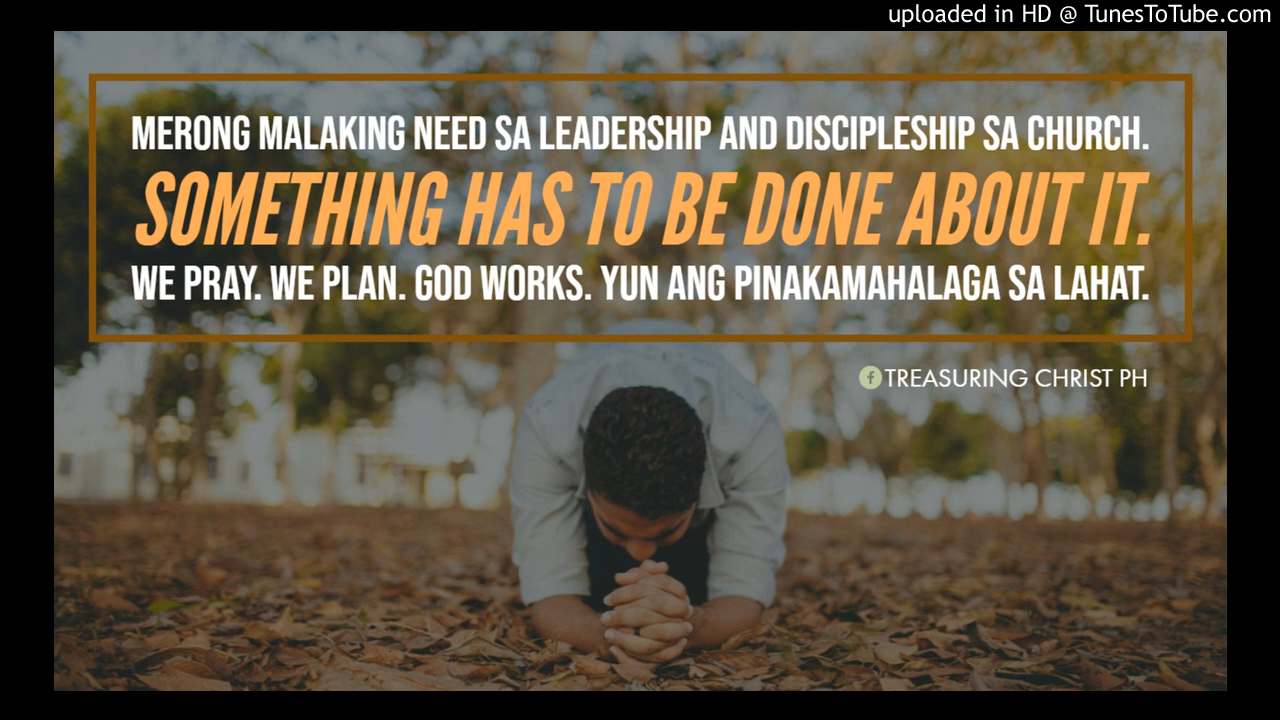 uploaded in HD @ TunesToTube.com
MERONG MALAKING NEED SA LEADERSHIP AND DISCIPLESHIP SA CHURCH.
SOMETHING HAS TO BE DONE ABOUT IT.
WE PRAY. WE PLAN. GOD WORKS. YUN ANG PINAKAMAHALAGA SA LAHAT.
TREASURING CHRIST PH